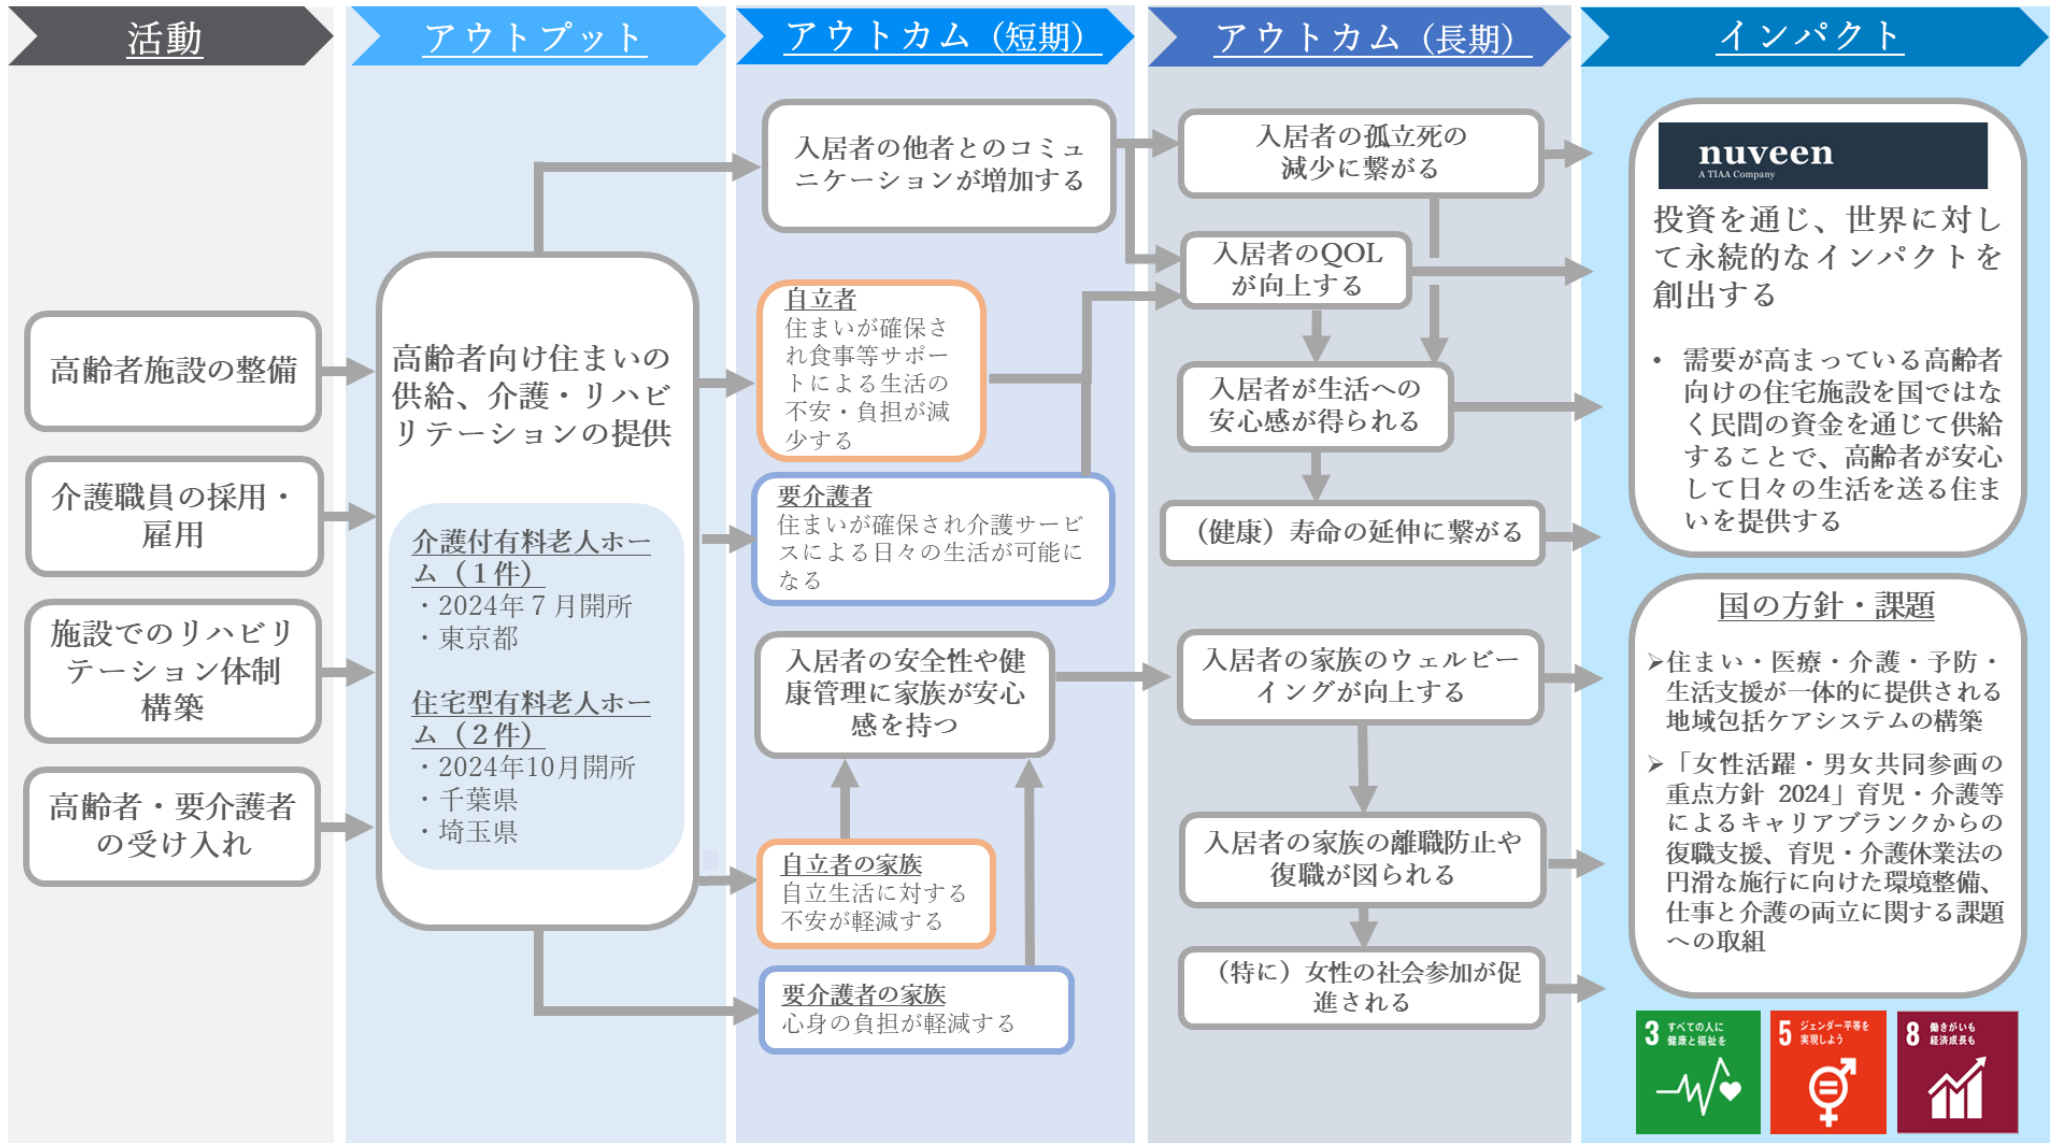 活動
アウトプット
アウトカム（短期）
アウトカム（長期）
インパクト
高齢者施設の整備
介護職員の採用・
雇用
施設でのリハビリ
テーション体制
構築
高齢者・要介護者
の受け入れ
高齢者向け住まいの
供給、介護・リハビ
リテーションの提供
介護付有料老人ホー
ム（１件）
・2024年７月開所
・東京都
住宅型有料老人ホー
ム（２件）
・2024年10月開所
・千葉県
・埼玉県
入居者の他者とのコミュ
ニケーションが増加する
自立者
住まいが確保さ
れ食事等サポー
トによる生活の
不安・負担が減
少する
要介護者
住まいが確保され介護サービ
スによる日々の生活が可能に
なる
入居者の安全性や健
康管理に家族が安心
感を持つ
自立者の家族
自立生活に対する
不安が軽減する
要介護者の家族
心身の負担が軽減する
入居者の孤立死の
減少に繋がる
入居者のQOL
が向上する
入居者が生活への
安心感が得られる
（健康）寿命の延伸に繋がる
入居者の家族のウェルビー
イングが向上する
入居者の家族の離職防止や
復職が図られる
（特に）女性の社会参加が促
進される
nuveen
A TIAA Company
投資を通じ、世界に対し
て永続的なインパクトを
創出する
• 需要が高まっている高齢者
向けの住宅施設を国ではな
く民間の資金を通じて供給
することで、高齢者が安心
して日々の生活を送る住ま
いを提供する
国の方針・課題
➢住まい・医療・介護・予防・
生活支援が一体的に提供される
地域包括ケアシステムの構築
➢「女性活躍・男女共同参画の
重点方針 2024」育児・介護等
によるキャリアブランクからの
復職支援、育児・介護休業法の
円滑な施行に向けた環境整備、
仕事と介護の両立に関する課題
への取組
3 すべての人に
健康と福祉を
5 ジェンダー平等を
実現しよう
8 働きがいも
経済成長も